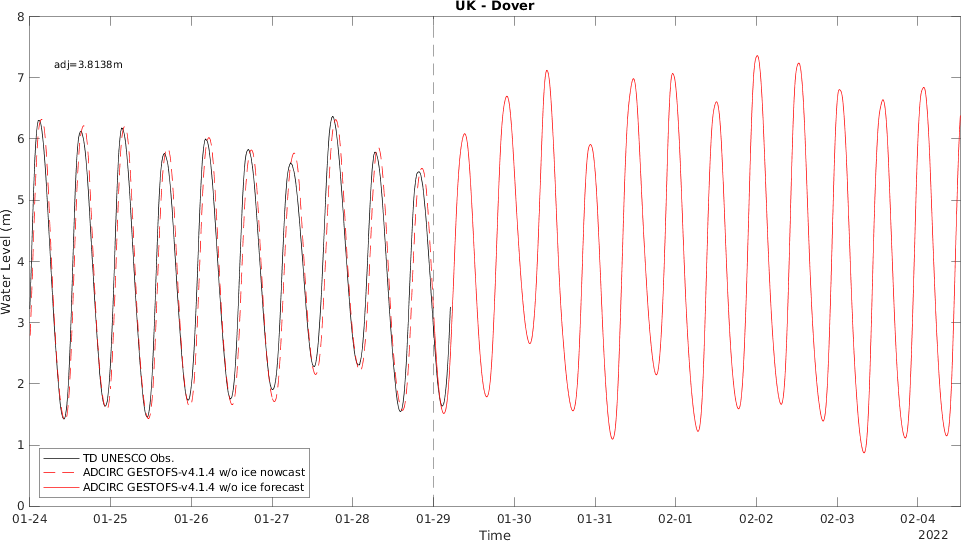 UK - Dover
8
adj=3.8138m
7
6
5
4
3
2
1
0
Water Level (m)
TD UNESCO Obs.
ADCIRC GESTOFS-v4.1.4 w/o ice nowcast
ADCIRC GESTOFS-v4.1.4 w/o ice forecast
01-24 01-25 01-26 01-27 01-28 01-29 01-30 01-31 02-01 02-02 02-03 02-04
Time
2022